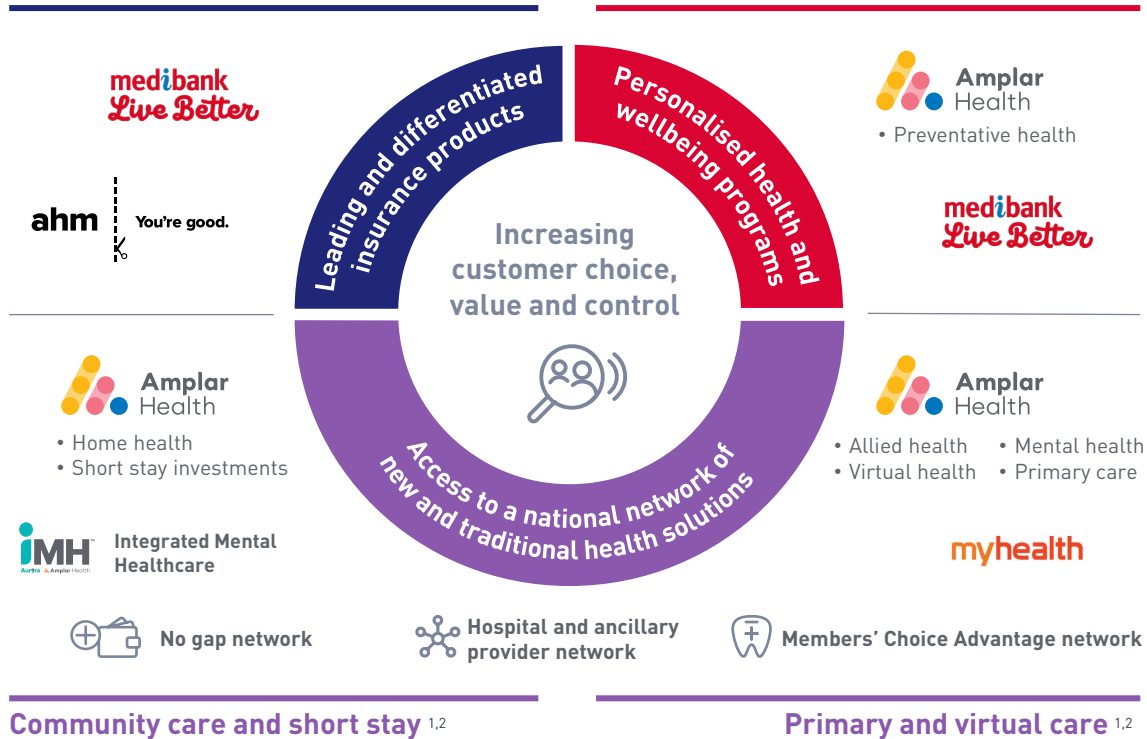 medibank
Live Better
ahm
You're good.
Leading and differentiated
insurance products
Personalised health and
wellbeing programs
Amplar
Health
• Preventative health
medibank
Live Better
Increasing
customer choice,
value and control
Amplar
Health
• Home health
• Short stay investments
iMH™
Aurora Amplar Health
Integrated Mental
Healthcare
Access to a national network of
new and traditional health solutions
Amplar
Health
• Allied health
• Mental health
• Virtual health
• Primary care
myhealth
No gap network
Hospital and ancillary
provider network
Members' Choice Advantage network
Community care and short stay 1,2
Primary and virtual care 1,2